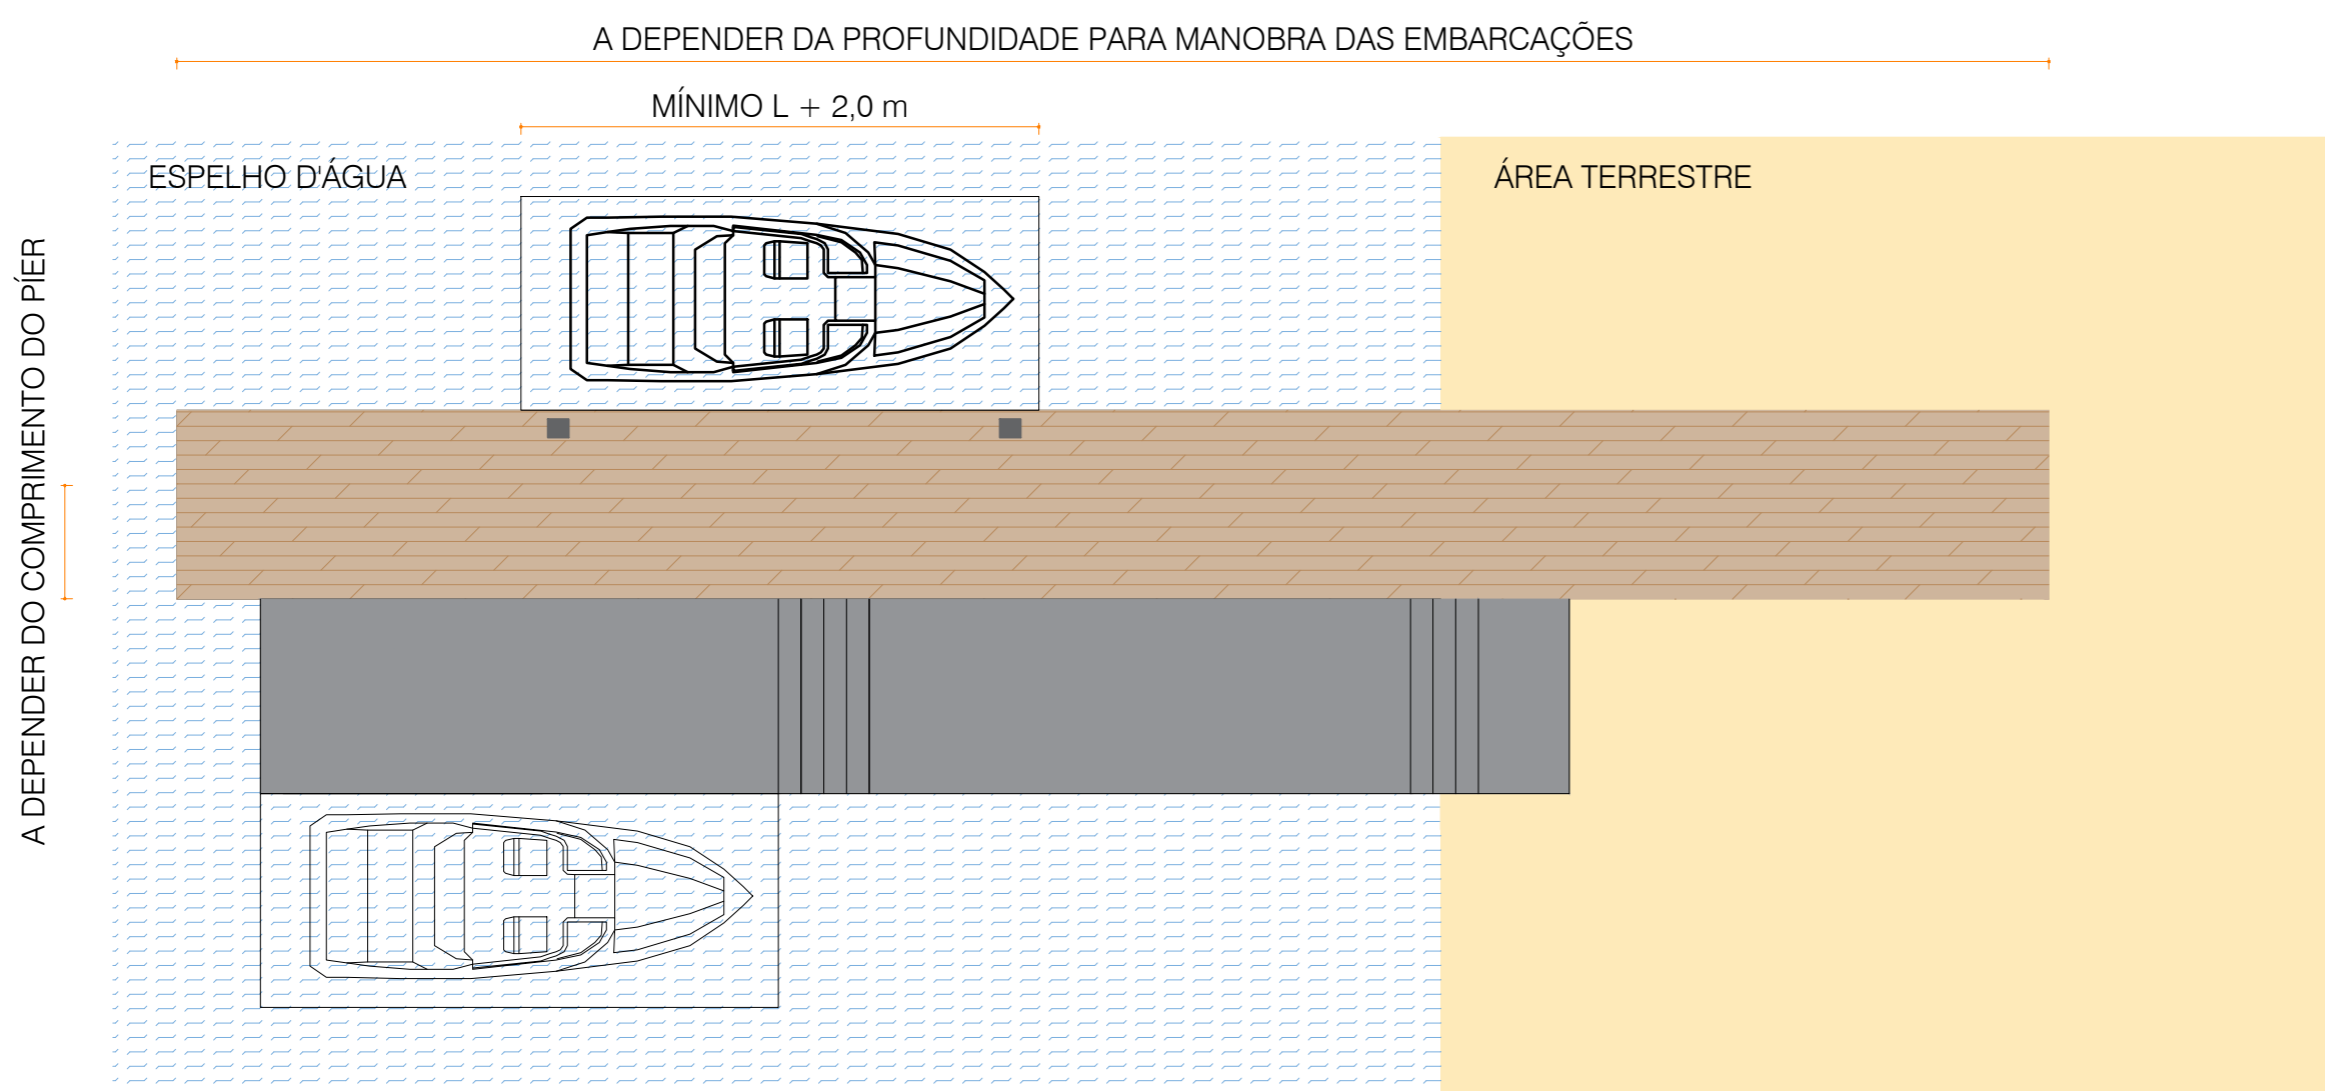 A DEPENDER DA PROFUNDIDADE PARA MANOBRA DAS EMBARCAÇÕES
MÍNIMO L + 2,0 m
ESPELHO D'ÁGUA
ÁREA TERRESTRE
A DEPENDER DO COMPRIMENTO DO PÍER